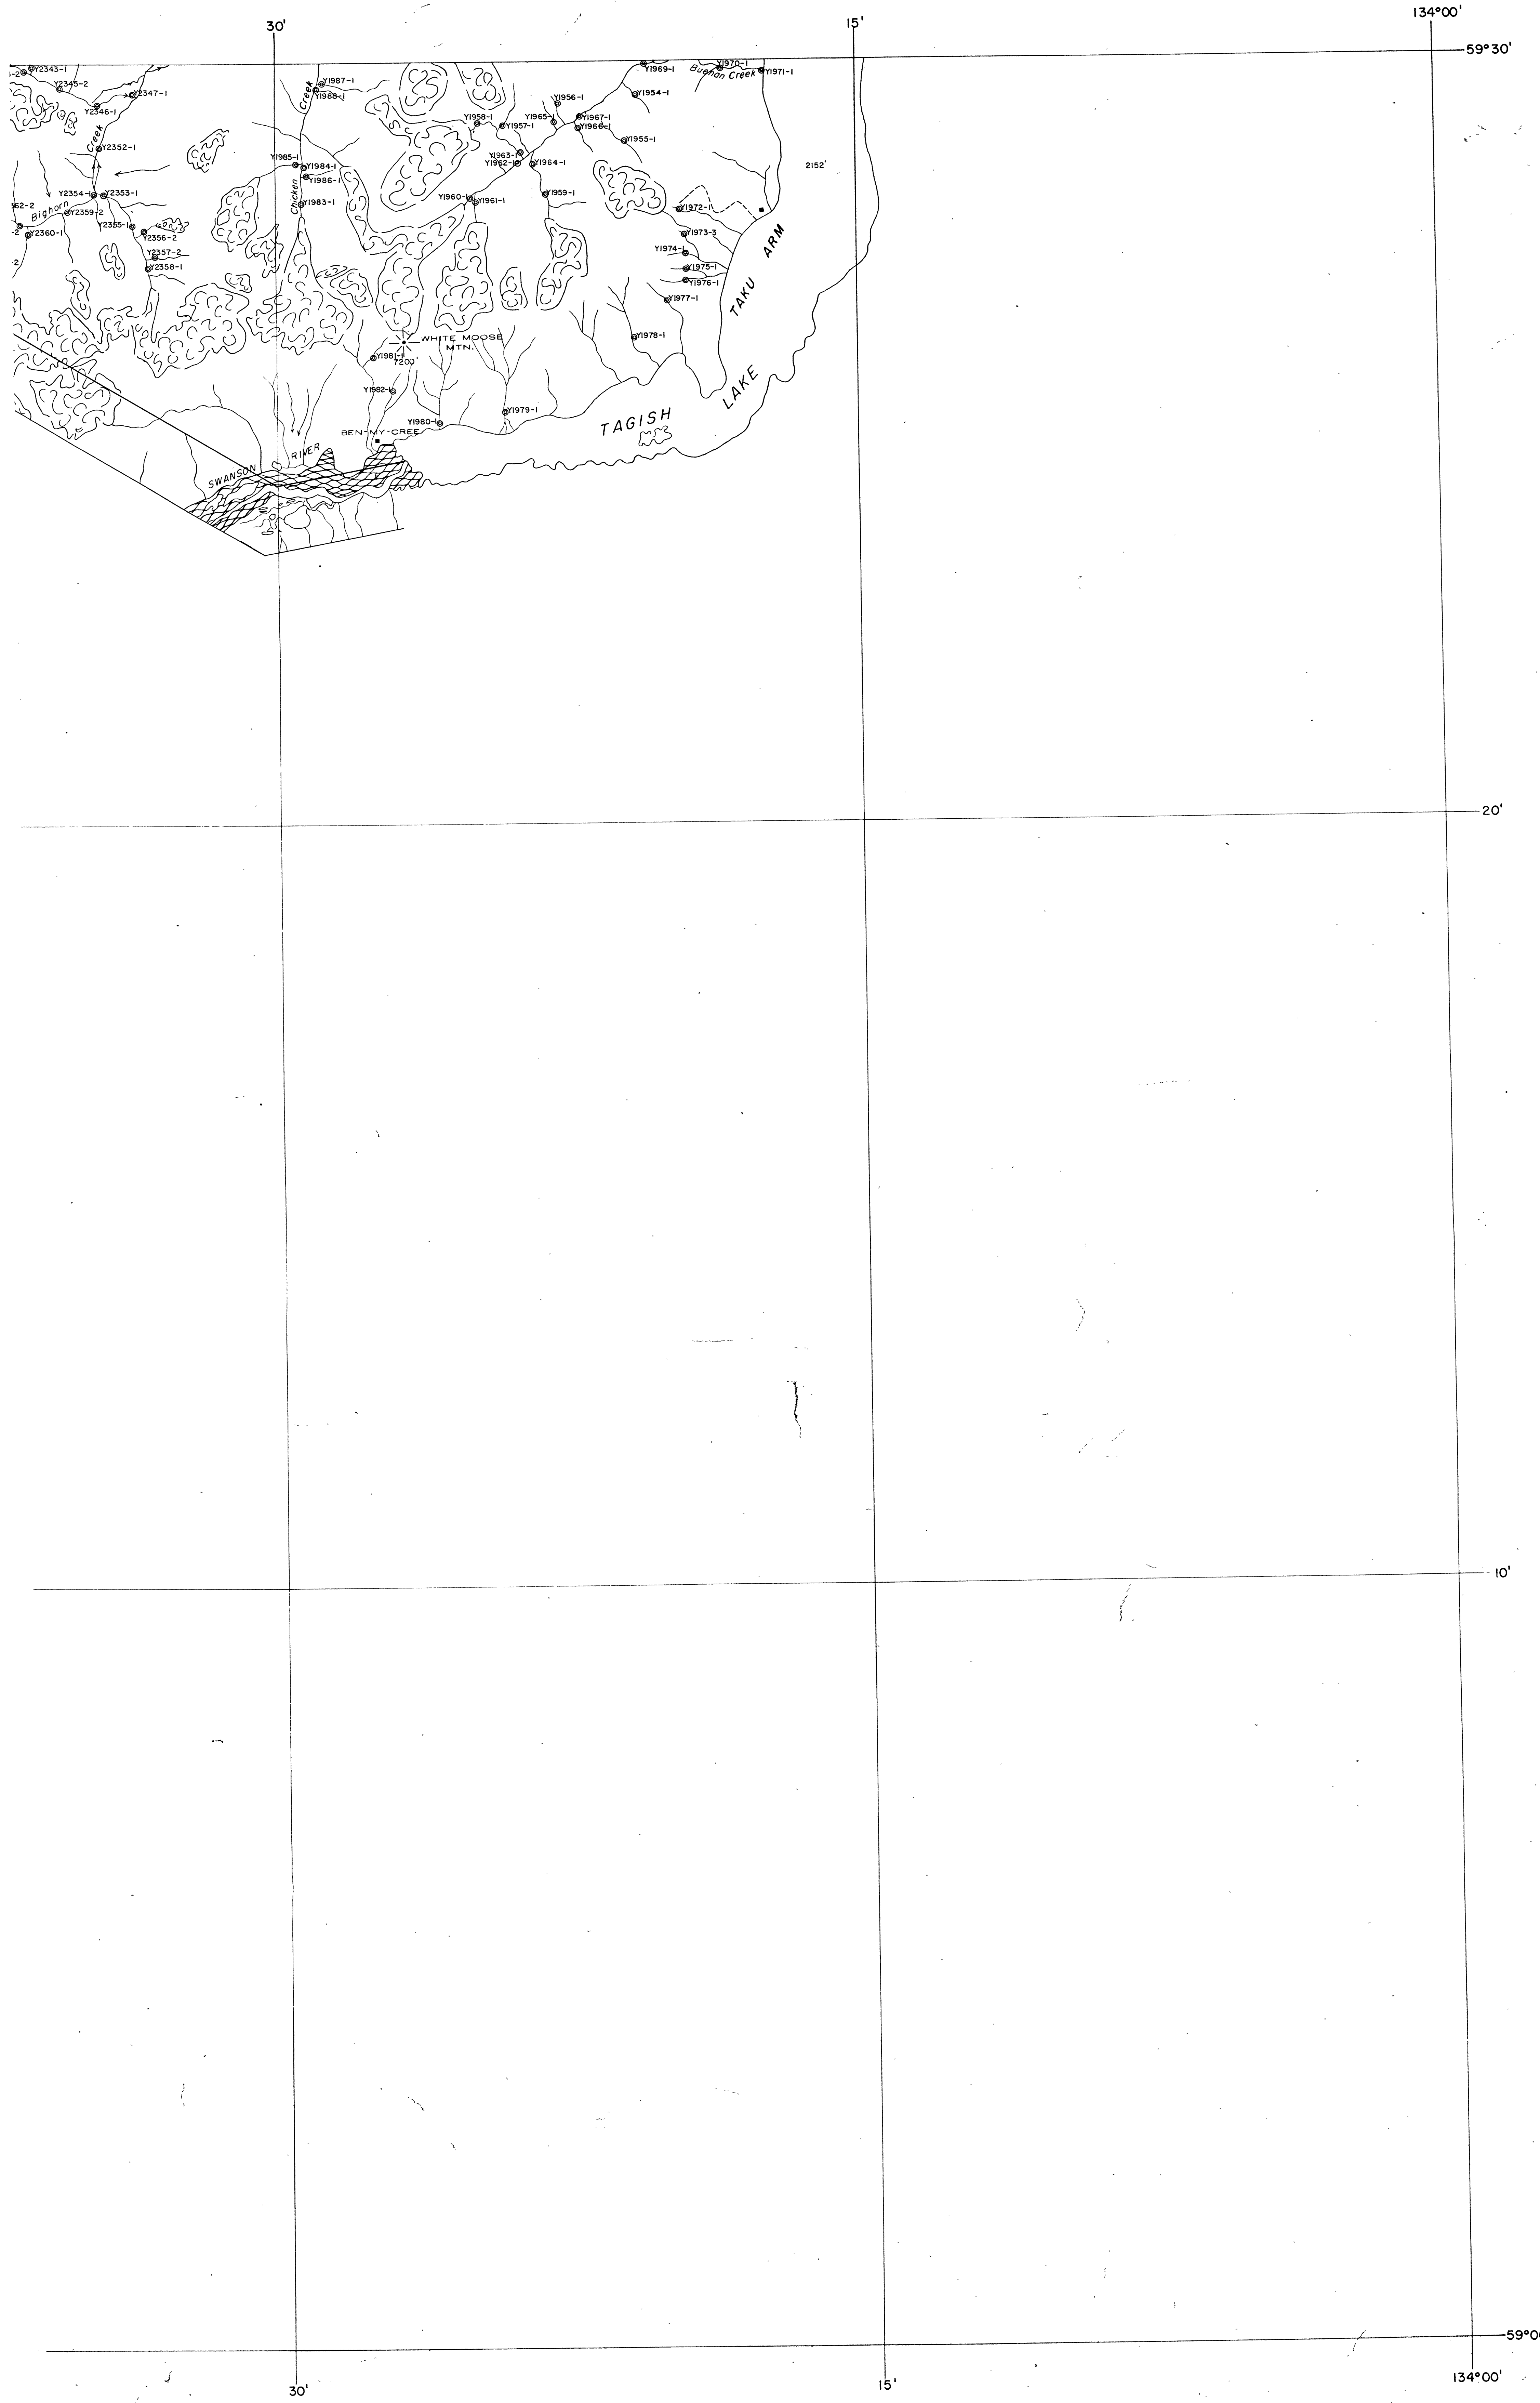 30'
15'
134°00'
59°30'
Y2343-1
Y1987-1
Y1969-1
Y1970-1
Buchan Creek
Y1971-1
Y2345-2
Y1988-1
Y2347-1
Y1954-1
Creek
Y1956-1
Y2346-1
Y1958-1
Y1957-1
Y1965-1
Y1967-1
Y1966-1
Creek
Y1955-1
Y2352-1
Y1985-1
Y1984-1
Y1963-1
Y1962-1
Y1964-1
2152'
Y1986-1
Y2354-1
Y2353-1
Chicken
Y1983-1
Y1960-1
Y1961-1
Y1959-1
Bighorn
Y2359-2
Y1972-1
Y2360-1
Y2355-1
Y2356-2
Y1973-3
TAKU ARM
Y2357-2
Y2358-1
Y1974-1
Y1975-1
Y1976-1
Y1977-1
WHITE MOOSE
MTN.
Y1978-1
Y1981-1
7200'
Y1982-1
Y1979-1
Y1980-1
BEN-MY-CREE
TAGISH LAKE
SWANSON RIVER
20'
10'
59°0
30'
15'
134°00'